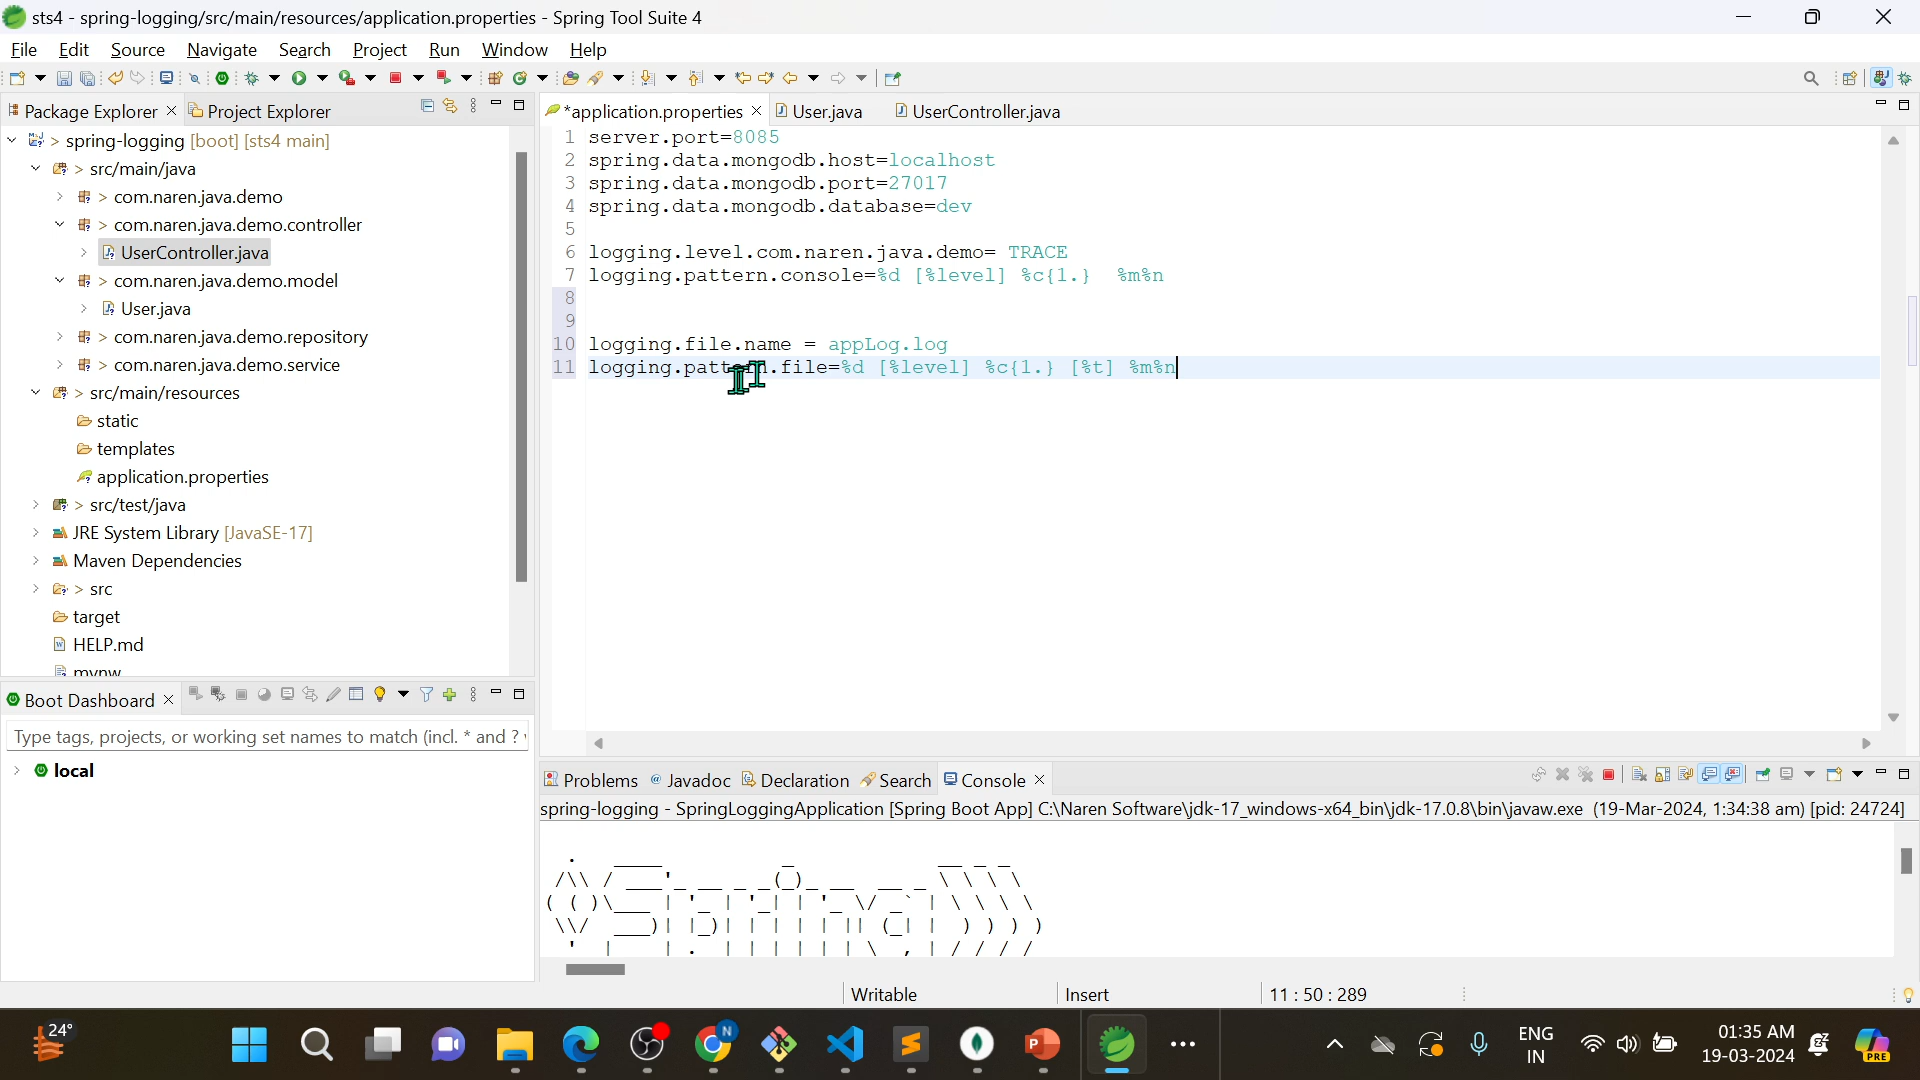 sts4 - spring-logging/src/main/resources/application.properties - Spring Tool Suite 4
File Edit Source Navigate Search Project Run Window Help
Package Explorer Project Explorer
*application.properties User.java UserController.java
> spring-logging [boot] [sts4 main]
> src/main/java
> com.naren.java.demo
> com.naren.java.demo.controller
UserController.java
> com.naren.java.demo.model
User.java
> com.naren.java.demo.repository
> com.naren.java.demo.service
> src/main/resources
static
templates
application.properties
> src/test/java
JRE System Library [JavaSE-17]
Maven Dependencies
> src
target
HELP.md
mvnw
1 server.port=8085
2 spring.data.mongodb.host=localhost
3 spring.data.mongodb.port=27017
4 spring.data.mongodb.database=dev
5
6 logging.level.com.naren.java.demo= TRACE
7 logging.pattern.console=%d [%level] %c{1.}  %m%n
8
9
10 logging.file.name = appLog.log
11 logging.pattern.file=%d [%level] %c{1.} [%t] %m%n
Boot Dashboard
Type tags, projects, or working set names to match (incl. * and ?
local
Problems Javadoc Declaration Search Console
spring-logging - SpringLoggingApplication [Spring Boot App] C:\Naren Software\jdk-17_windows-x64_bin\jdk-17.0.8\bin\javaw.exe (19-Mar-2024, 1:34:38 am) [pid: 24724]
Writable Insert 11 : 50 : 289
24°
ENG
IN
01:35 AM
19-03-2024
PRE